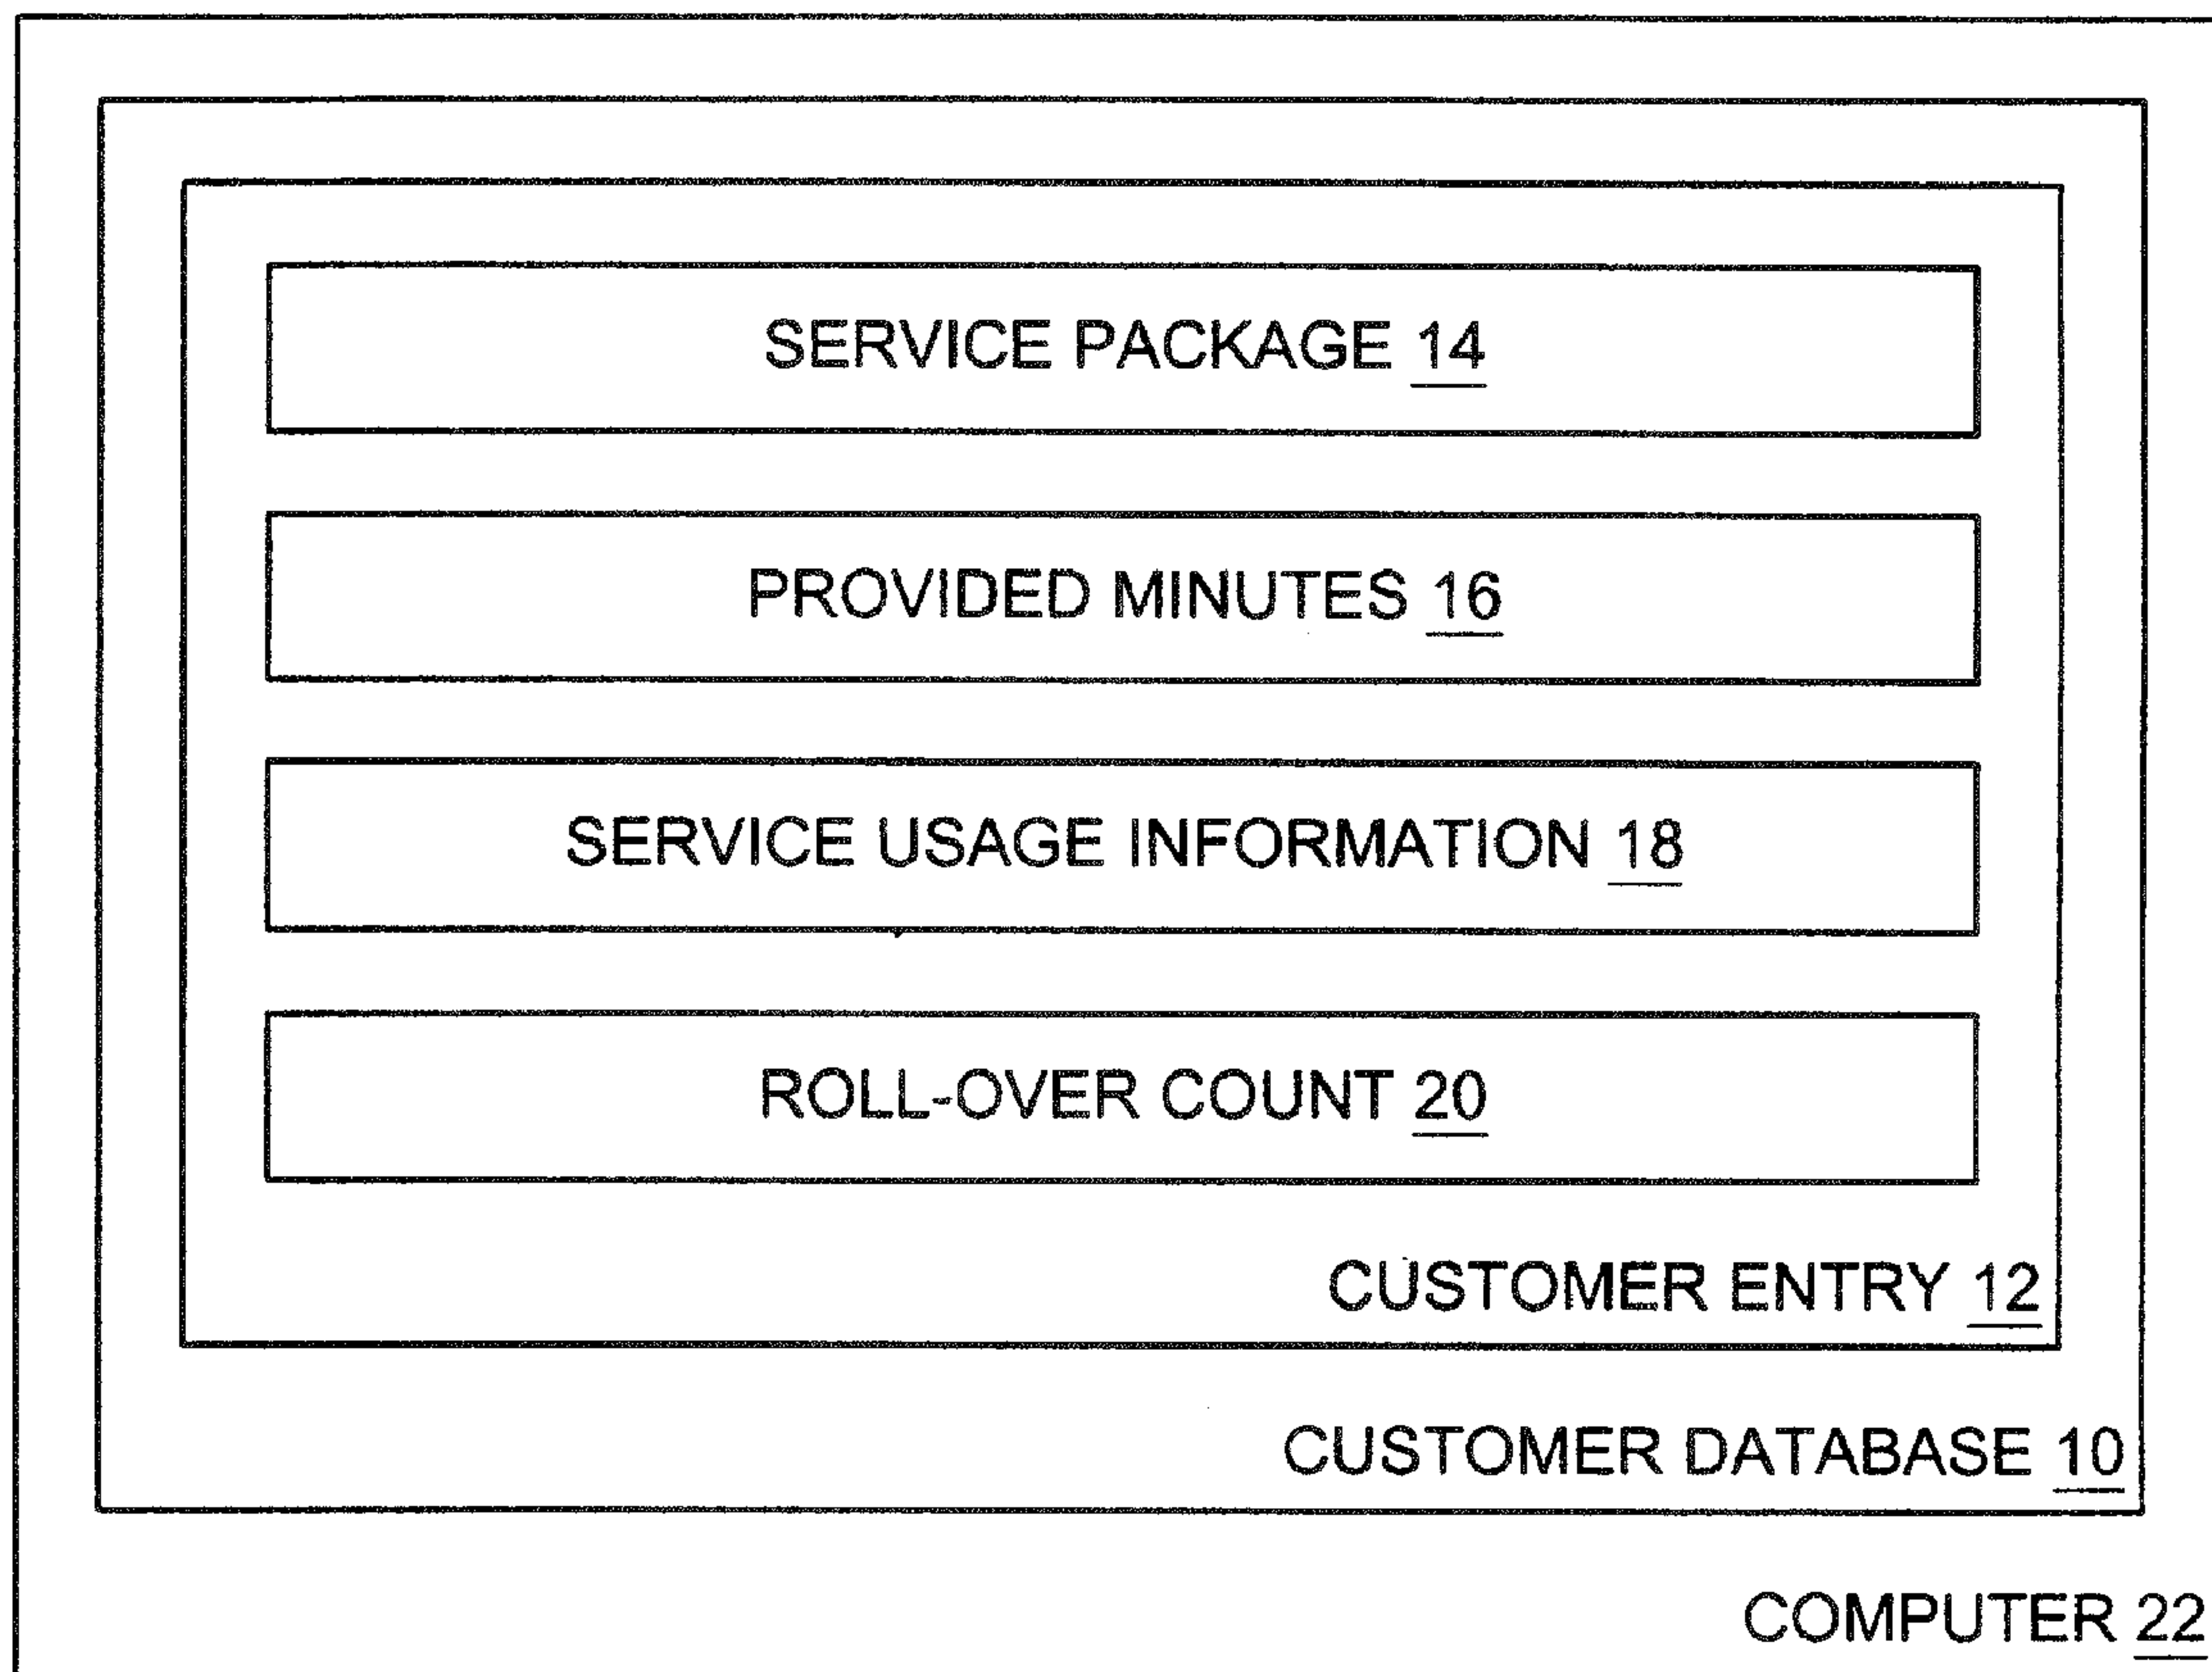 SERVICE PACKAGE 14
PROVIDED MINUTES 16
SERVICE USAGE INFORMATION 18
ROLL-OVER COUNT 20
CUSTOMER ENTRY 12
CUSTOMER DATABASE 10
COMPUTER 22